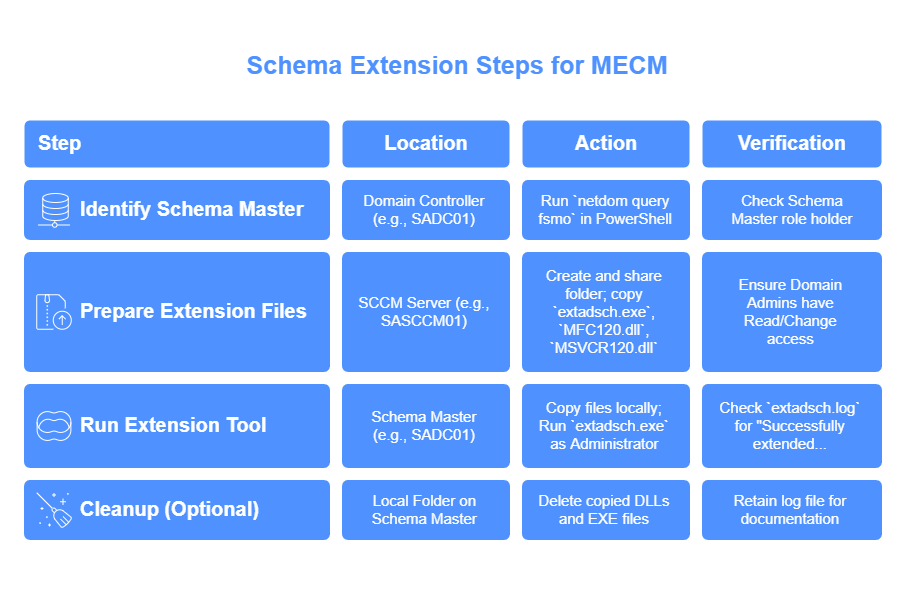 Schema Extension Steps for MECM
Step
Location
Action
Verification
Identify Schema Master
Domain Controller
(e.g., SADC01)
Run `netdom query
fsmo` in PowerShell
Check Schema
Master role holder
Prepare Extension Files
SCCM Server (e.g.,
SASCCM01)
Create and share
folder; copy
`extadsch.exe`,
`MFC120.dll`,
`MSVCR120.dll`
Ensure Domain
Admins have
Read/Change
access
Run Extension Tool
Schema Master
(e.g., SADC01)
Copy files locally;
Run `extadsch.exe`
as Administrator
Check `extadsch.log`
for "Successfully
extended...
Cleanup (Optional)
Local Folder on
Schema Master
Delete copied DLLs
and EXE files
Retain log file for
documentation